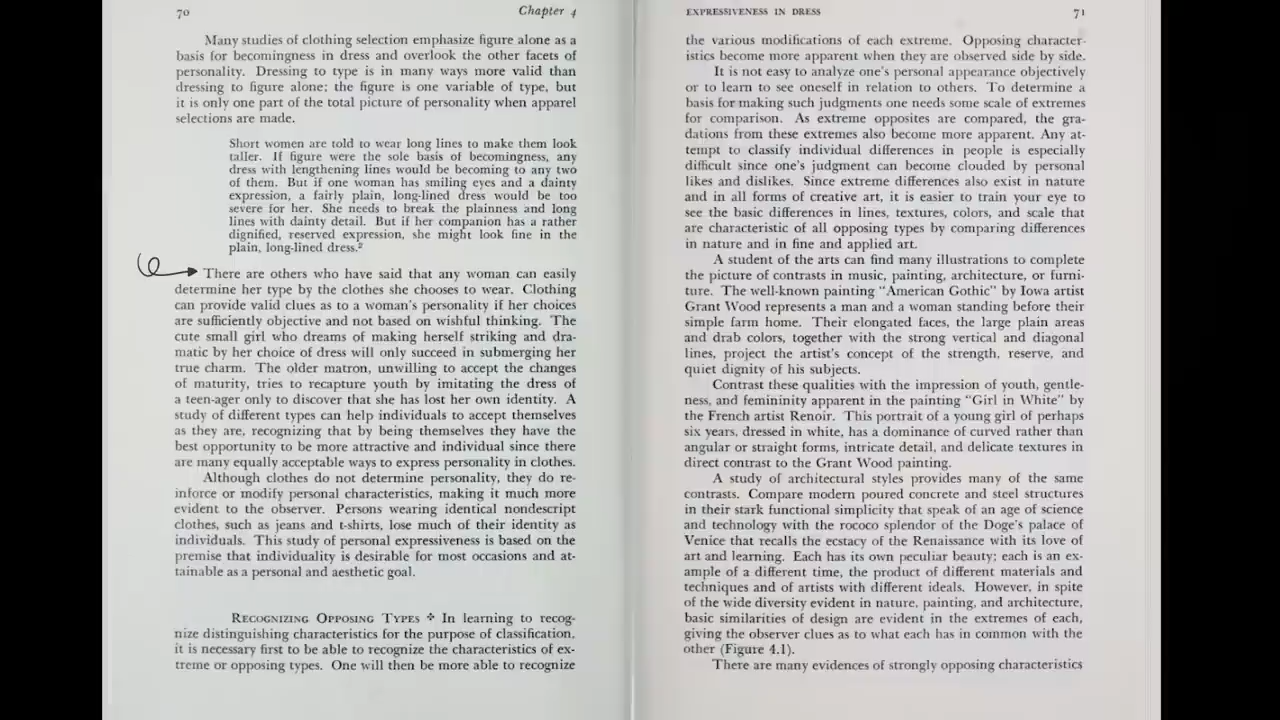 70
Chapter 4
Many studies of clothing selection emphasize figure alone as a
basis for becomingness in dress and overlook the other facets of
personality. Dressing to type is in many ways more valid than
dressing to figure alone; the figure is one variable of type, but
it is only one part of the total picture of personality when apparel
selections are made.
Short women are told to wear long lines to make them look
taller. If figure were the sole basis of becomingness, any
dress with lengthening lines would be becoming to any two
of them. But if one woman has smiling eyes and a dainty
expression, a fairly plain, long-lined dress would be too
severe for her. She needs to break the plainness and long
lines with dainty detail. But if her companion has a rather
dignified, reserved expression, she might look fine in the
plain, long-lined dress.²
There are others who have said that any woman can easily
determine her type by the clothes she chooses to wear. Clothing
can provide valid clues as to a woman's personality if her choices
are sufficiently objective and not based on wishful thinking. The
cute small girl who dreams of making herself striking and dra-
matic by her choice of dress will only succeed in submerging her
true charm. The older matron, unwilling to accept the changes
of maturity, tries to recapture youth by imitating the dress of
a teen-ager only to discover that she has lost her own identity. A
study of different types can help individuals to accept themselves
as they are, recognizing that by being themselves they have the
best opportunity to be more attractive and individual since there
are many equally acceptable ways to express personality in clothes.
Although clothes do not determine personality, they do re-
inforce or modify personal characteristics, making it much more
evident to the observer. Persons wearing identical nondescript
clothes, such as jeans and t-shirts, lose much of their identity as
individuals. This study of personal expressiveness is based on the
premise that individuality is desirable for most occasions and at-
tainable as a personal and aesthetic goal.
RECOGNIZING OPPOSING TYPES ❖ In learning to recog-
nize distinguishing characteristics for the purpose of classification,
it is necessary first to be able to recognize the characteristics of ex-
treme or opposing types. One will then be more able to recognize
EXPRESSIVENESS IN DRESS
71
the various modifications of each extreme. Opposing character-
istics become more apparent when they are observed side by side.
It is not easy to analyze one's personal appearance objectively
or to learn to see oneself in relation to others. To determine a
basis for making such judgments one needs some scale of extremes
for comparison. As extreme opposites are compared, the gra-
dations from these extremes also become more apparent. Any at-
tempt to classify individual differences in people is especially
difficult since one's judgment can become clouded by personal
likes and dislikes. Since extreme differences also exist in nature
and in all forms of creative art, it is easier to train your eye to
see the basic differences in lines, textures, colors, and scale that
are characteristic of all opposing types by comparing differences
in nature and in fine and applied art.
A student of the arts can find many illustrations to complete
the picture of contrasts in music, painting, architecture, or furni-
ture. The well-known painting "American Gothic" by Iowa artist
Grant Wood represents a man and a woman standing before their
simple farm home. Their elongated faces, the large plain areas
and drab colors, together with the strong vertical and diagonal
lines, project the artist's concept of the strength, reserve, and
quiet dignity of his subjects.
Contrast these qualities with the impression of youth, gentle-
ness, and femininity apparent in the painting "Girl in White" by
the French artist Renoir. This portrait of a young girl of perhaps
six years, dressed in white, has a dominance of curved rather than
angular or straight forms, intricate detail, and delicate textures in
direct contrast to the Grant Wood painting.
A study of architectural styles provides many of the same
contrasts. Compare modern poured concrete and steel structures
in their stark functional simplicity that speak of an age of science
and technology with the rococo splendor of the Doge's palace of
Venice that recalls the ecstacy of the Renaissance with its love of
art and learning. Each has its own peculiar beauty; each is an ex-
ample of a different time, the product of different materials and
techniques and of artists with different ideals. However, in spite
of the wide diversity evident in nature, painting, and architecture,
basic similarities of design are evident in the extremes of each,
giving the observer clues as to what each has in common with the
other (Figure 4.1).
There are many evidences of strongly opposing characteristics